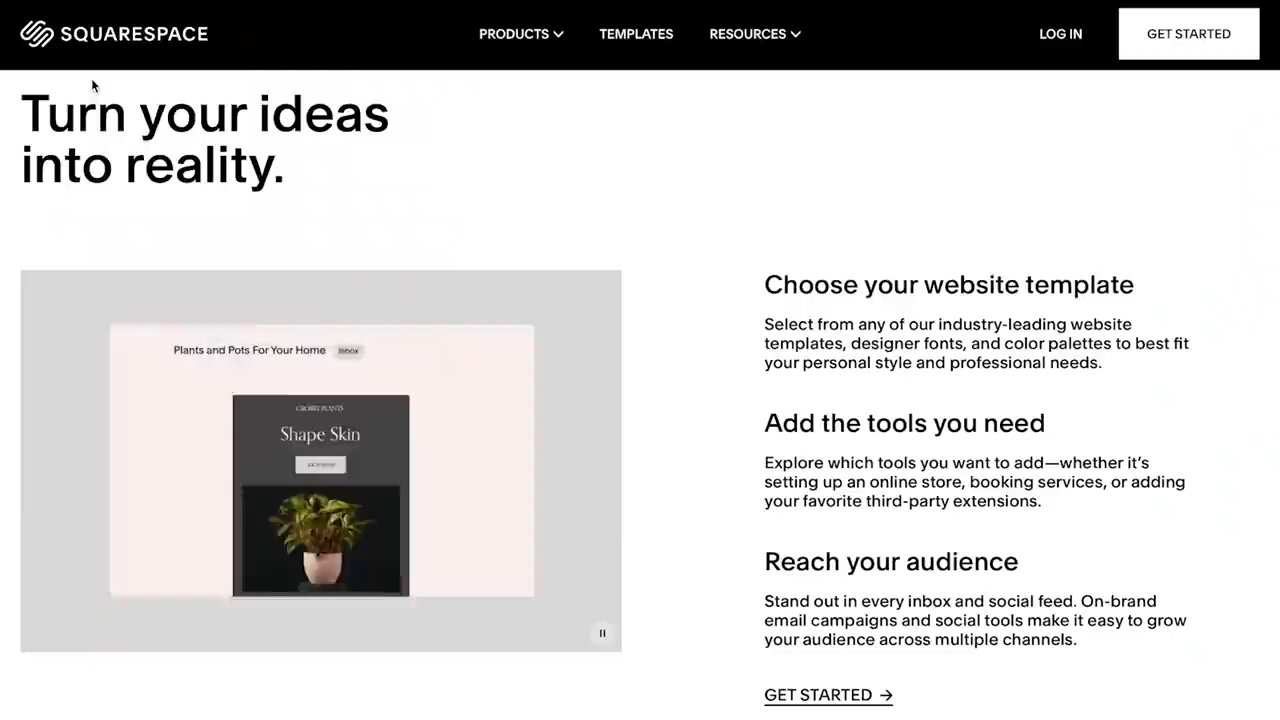 SQUARESPACE
PRODUCTS
TEMPLATES
RESOURCES
LOG IN
GET STARTED
Turn your ideas
into reality.
Plants and Pots For Your Home
Inbox
CROSBY PLANTS
Shape Skin
Choose your website template
Select from any of our industry-leading website
templates, designer fonts, and color palettes to best fit
your personal style and professional needs.
Add the tools you need
Explore which tools you want to add—whether it’s
setting up an online store, booking services, or adding
your favorite third-party extensions.
Reach your audience
Stand out in every inbox and social feed. On-brand
email campaigns and social tools make it easy to grow
your audience across multiple channels.
GET STARTED →